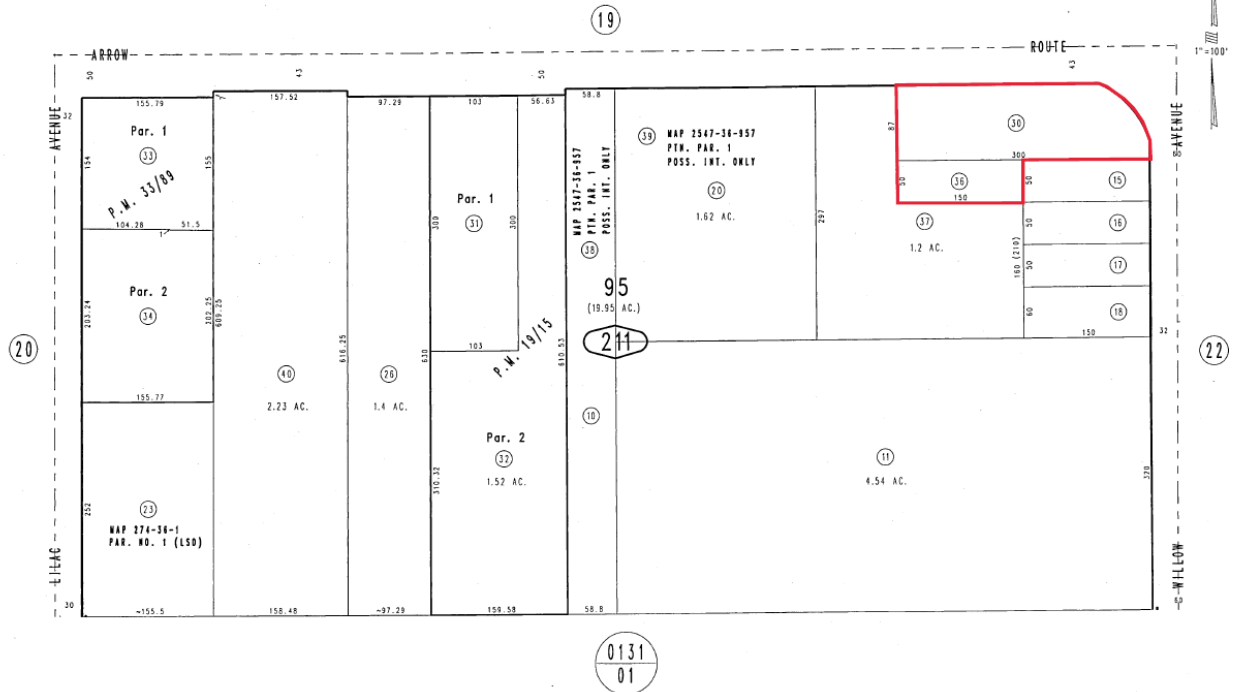 19
ARROW
ROUTE
1"=100'
50
43
50
43
32
AVENUE
155.79
7
157.52
97.29
103
56.63
58.8
AVENUE
Par. 1
33
154
155
P.M. 33/89
104.28
51.5
1
Par. 1
31
300
300
103
MAP 2547-36-957
PTN. PAR. 1
POSS. INT. ONLY
38
39
MAP 2547-36-957
PTN. PAR. 1
POSS. INT. ONLY
20
1.62 AC.
297
87
30
300
50
36
150
50
15
37
1.2 AC.
160 (210)
50
16
50
17
60
18
150
32
Par. 2
34
203.24
202.25
609.25
155.77
95
(19.95 AC.)
211
P.M. 19/15
610.53
20
22
40
2.23 AC.
616.25
26
1.4 AC.
630
10
Par. 2
32
1.52 AC.
310.32
11
4.54 AC.
320
23
252
MAP 274-36-1
PAR. NO. 1 (LSD)
LILAC
WILLOW
30
~155.5
158.48
~97.29
159.58
58.8
0131
01